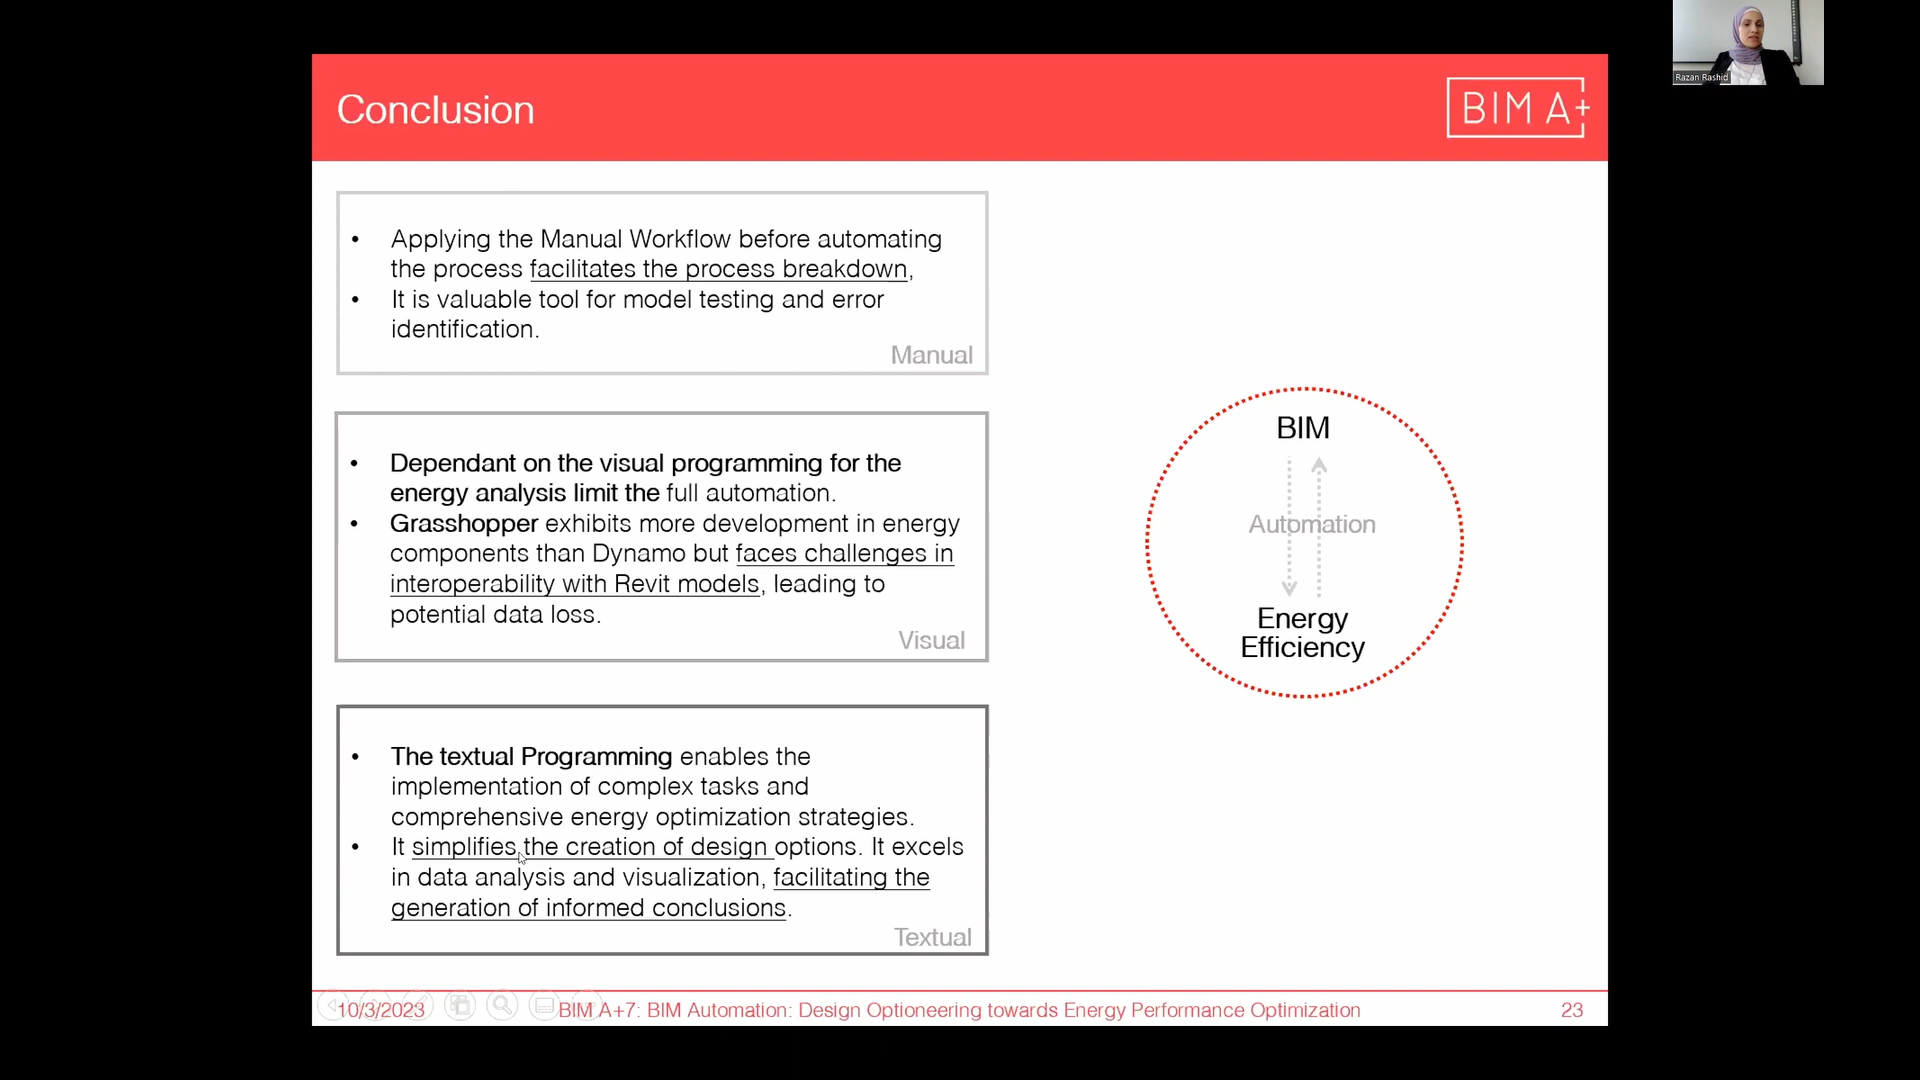 Razan Rashid
Conclusion
BIM A+
• Applying the Manual Workflow before automating
the process facilitates the process breakdown,
• It is valuable tool for model testing and error
identification.
Manual
• Dependant on the visual programming for the
energy analysis limit the full automation.
• Grasshopper exhibits more development in energy
components than Dynamo but faces challenges in
interoperability with Revit models, leading to
potential data loss.
Visual
• The textual Programming enables the
implementation of complex tasks and
comprehensive energy optimization strategies.
• It simplifies the creation of design options. It excels
in data analysis and visualization, facilitating the
generation of informed conclusions.
Textual
BIM
Automation
Energy
Efficiency
10/3/2023
BIM A+7: BIM Automation: Design Optioneering towards Energy Performance Optimization
23